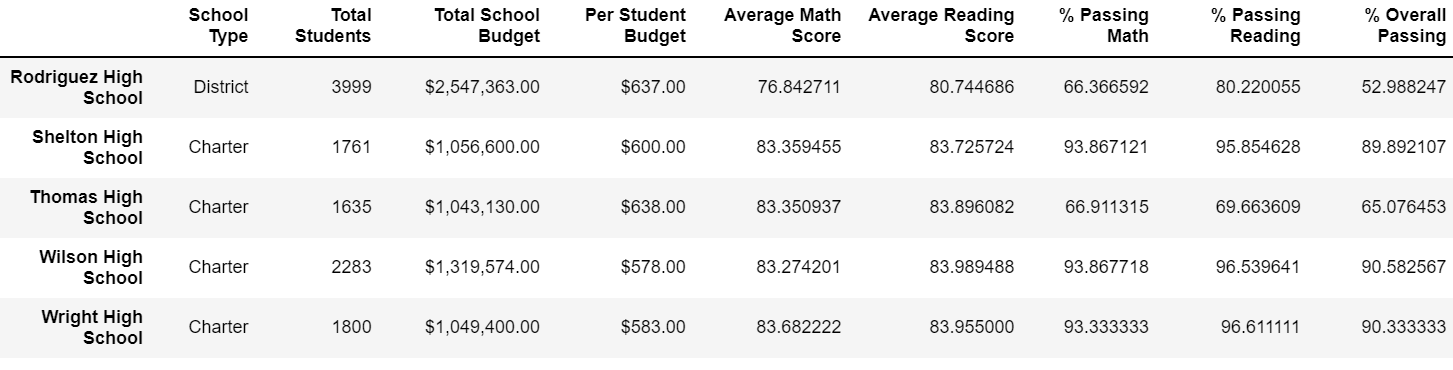 School Type Total Students Total School Budget Per Student Budget Average Math Score Average Reading Score % Passing Math % Passing Reading % Overall Passing
Rodriguez High School District 3999 $2,547,363.00 $637.00 76.842711 80.744686 66.366592 80.220055 52.988247
Shelton High School Charter 1761 $1,056,600.00 $600.00 83.359455 83.725724 93.867121 95.854628 89.892107
Thomas High School Charter 1635 $1,043,130.00 $638.00 83.350937 83.896082 66.911315 69.663609 65.076453
Wilson High School Charter 2283 $1,319,574.00 $578.00 83.274201 83.989488 93.867718 96.539641 90.582567
Wright High School Charter 1800 $1,049,400.00 $583.00 83.682222 83.955000 93.333333 96.611111 90.333333